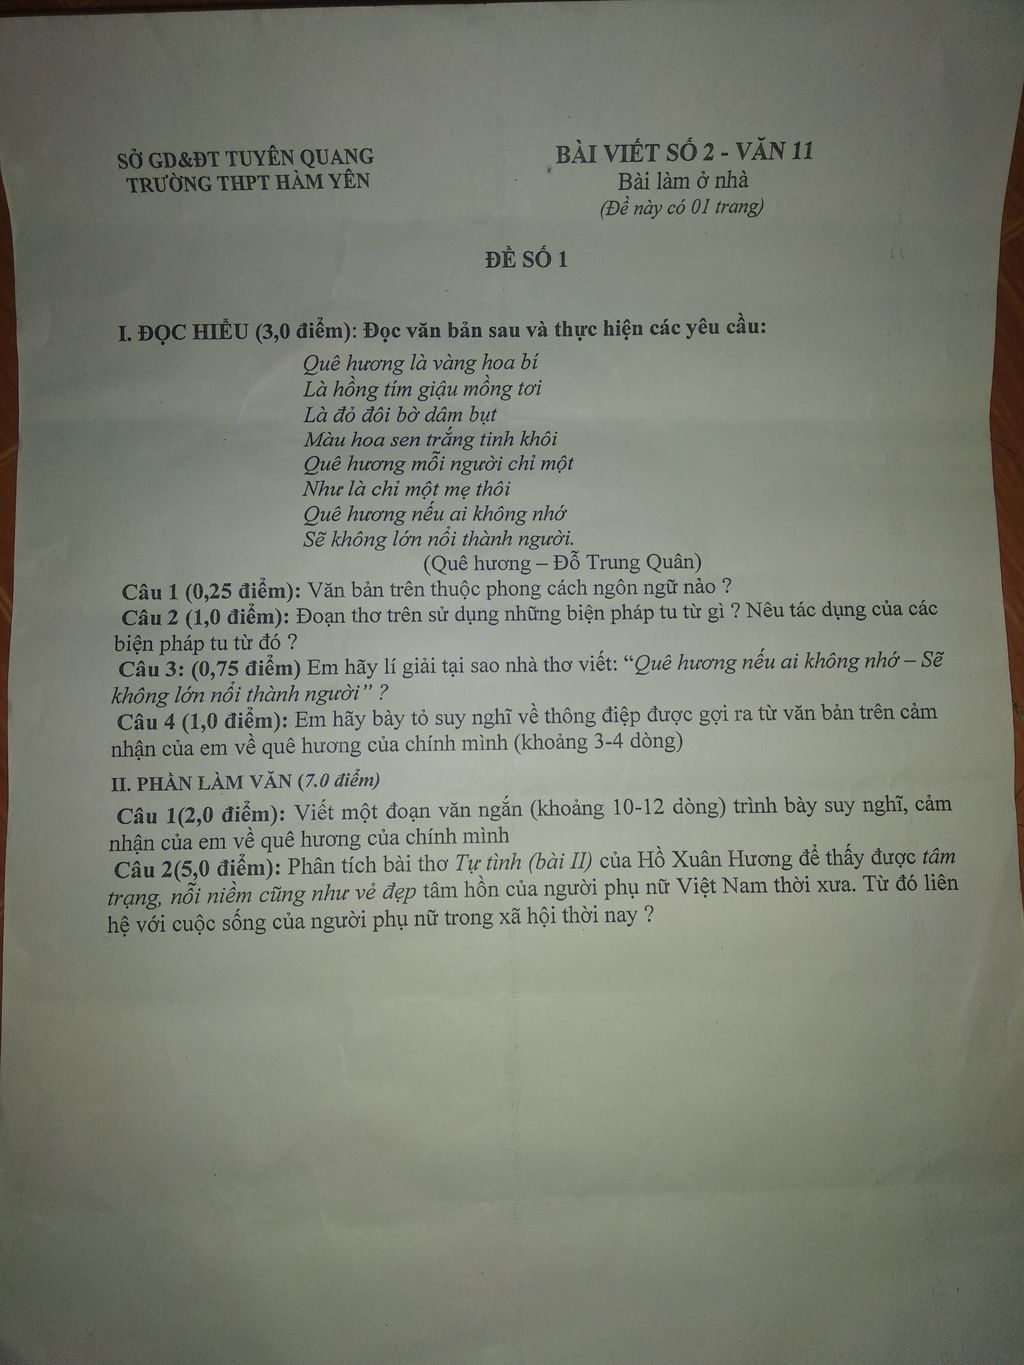 SỞ GD&ĐT TUYÊN QUANG
TRƯỜNG THPT HÀM YÊN
BÀI VIẾT SỐ 2 - VĂN 11
Bài làm ở nhà
(Đề này có 01 trang)
ĐỀ SỐ 1
I. ĐỌC HIỂU (3,0 điểm): Đọc văn bản sau và thực hiện các yêu cầu:
Quê hương là vàng hoa bí
Là hồng tím giậu mồng tơi
Là đỏ đôi bờ dâm bụt
Màu hoa sen trắng tinh khôi
Quê hương mỗi người chỉ một
Như là chỉ một mẹ thôi
Quê hương nếu ai không nhớ
Sẽ không lớn nổi thành người.
(Quê hương – Đỗ Trung Quân)
Câu 1 (0,25 điểm): Văn bản trên thuộc phong cách ngôn ngữ nào ?
Câu 2 (1,0 điểm): Đoạn thơ trên sử dụng những biện pháp tu từ gì ? Nêu tác dụng của các
biện pháp tu từ đó ?
Câu 3: (0,75 điểm) Em hãy lí giải tại sao nhà thơ viết: “Quê hương nếu ai không nhớ – Sẽ
không lớn nổi thành người” ?
Câu 4 (1,0 điểm): Em hãy bày tỏ suy nghĩ về thông điệp được gợi ra từ văn bản trên cảm
nhận của em về quê hương của chính mình (khoảng 3-4 dòng)
II. PHẦN LÀM VĂN (7.0 điểm)
Câu 1(2,0 điểm): Viết một đoạn văn ngắn (khoảng 10-12 dòng) trình bày suy nghĩ, cảm
nhận của em về quê hương của chính mình
Câu 2(5,0 điểm): Phân tích bài thơ Tự tình (bài II) của Hồ Xuân Hương để thấy được tâm
trạng, nỗi niềm cũng như vẻ đẹp tâm hồn của người phụ nữ Việt Nam thời xưa. Từ đó liên
hệ với cuộc sống của người phụ nữ trong xã hội thời nay ?